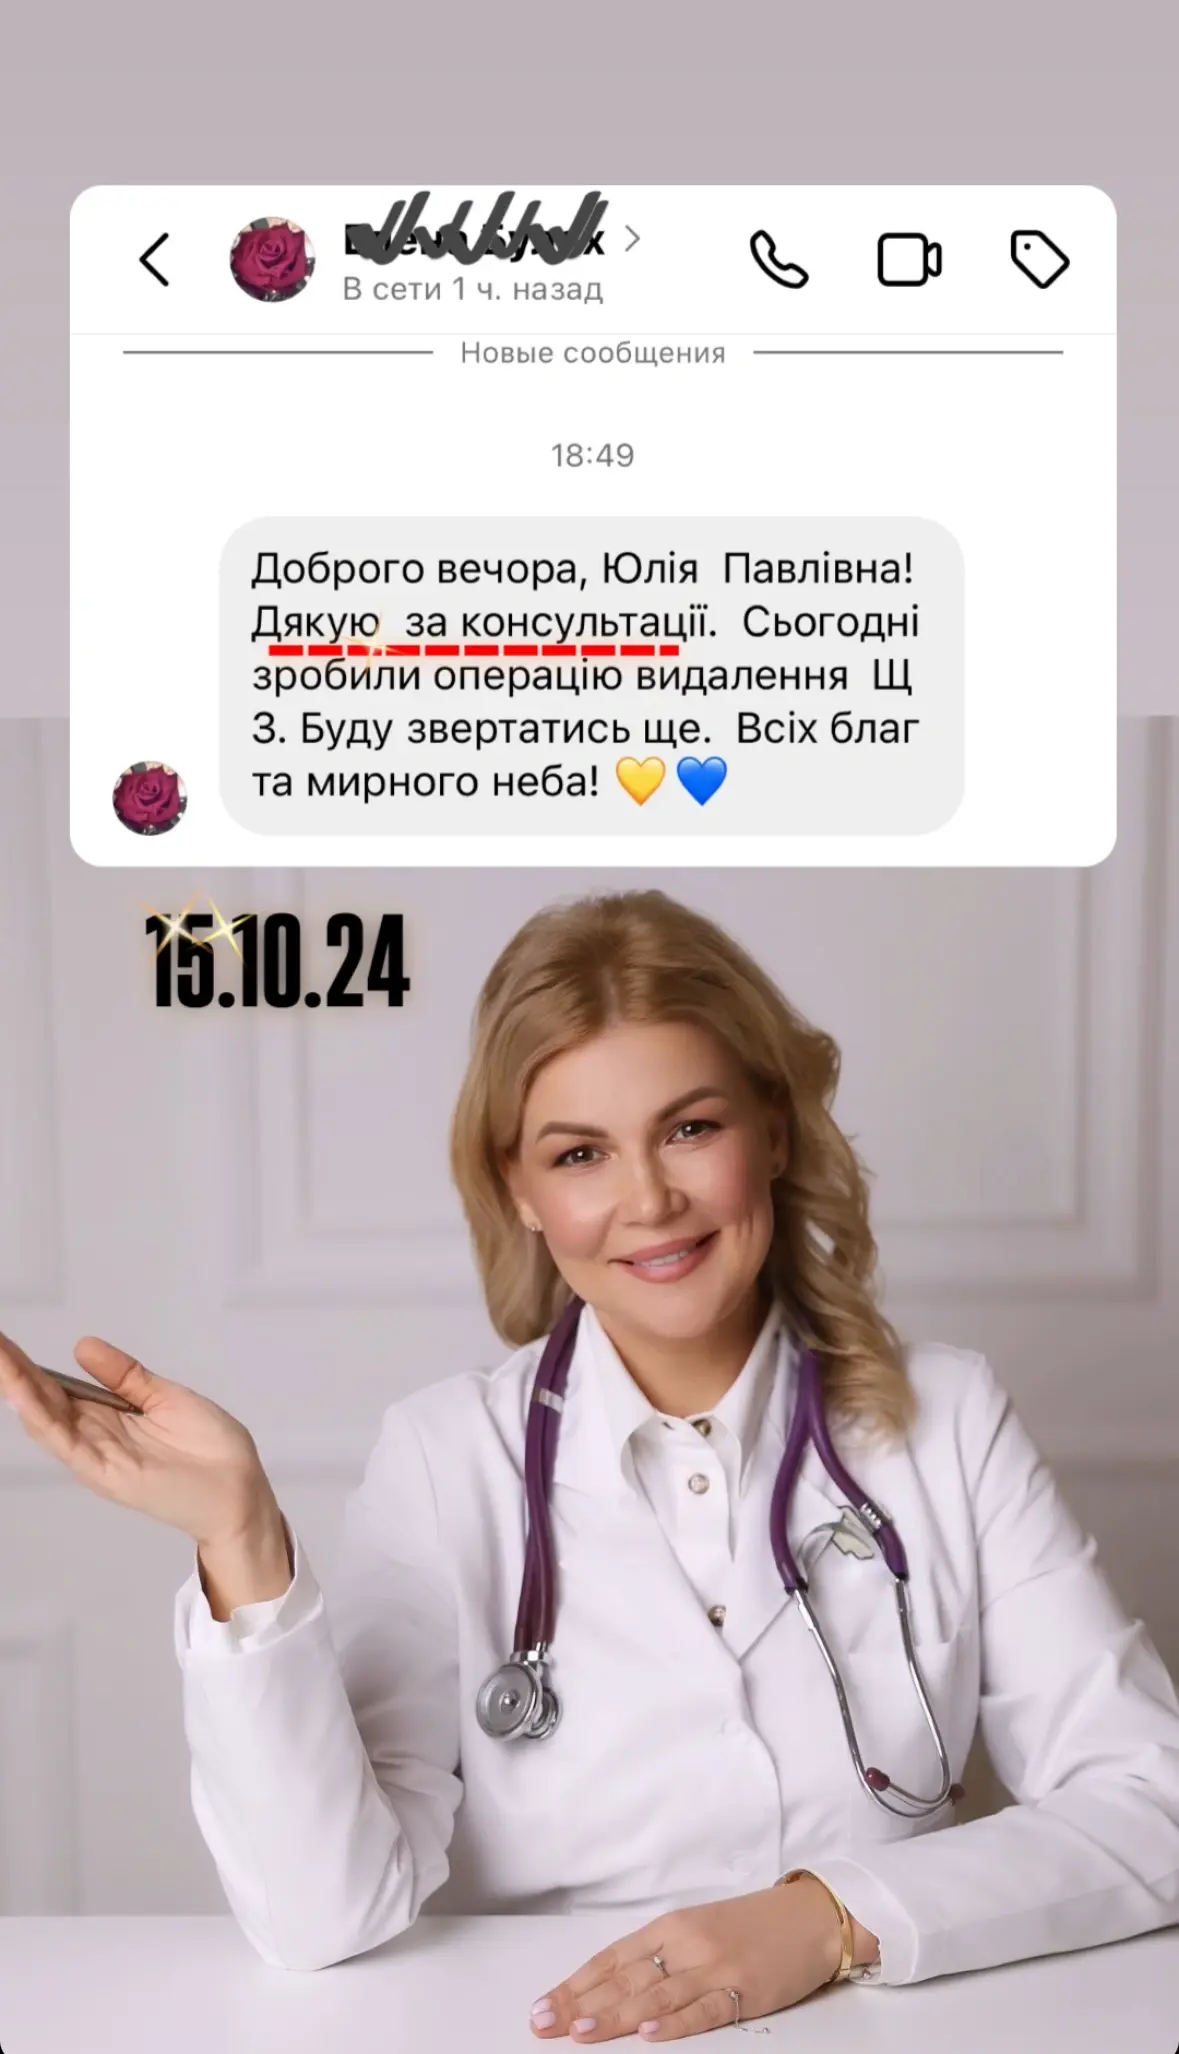 В сети 1 ч. назад
Новые сообщения
18:49
Доброго вечора, Юлія Павлівна!
Дякую за консультації. Сьогодні
зробили операцію видалення Щ
З. Буду звертатись ще. Всіх благ
та мирного неба! 💛💙
15.10.24